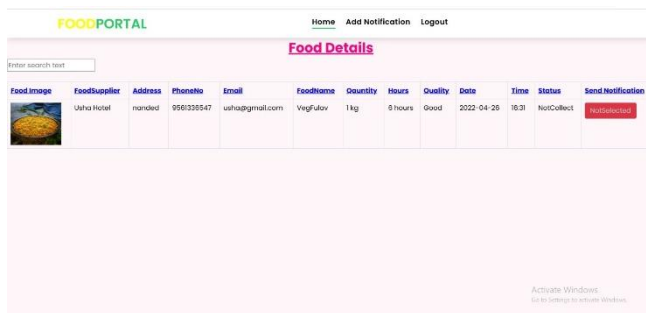 FOODPORTAL Home Add Notification Logout
Food Details
Enter search text
Food Image FoodSupplier Address PhoneNo Email FoodName Qauntity Hours Quality Date Time Status Send Notification
Usha Hotel nanded 9561336547 usha@gmail.com VegFulav 1 kg 6 hours Good 2022-04-26 16:31 NotCollect NotSelected
Activate Windows
Go to Settings to activate Windows.